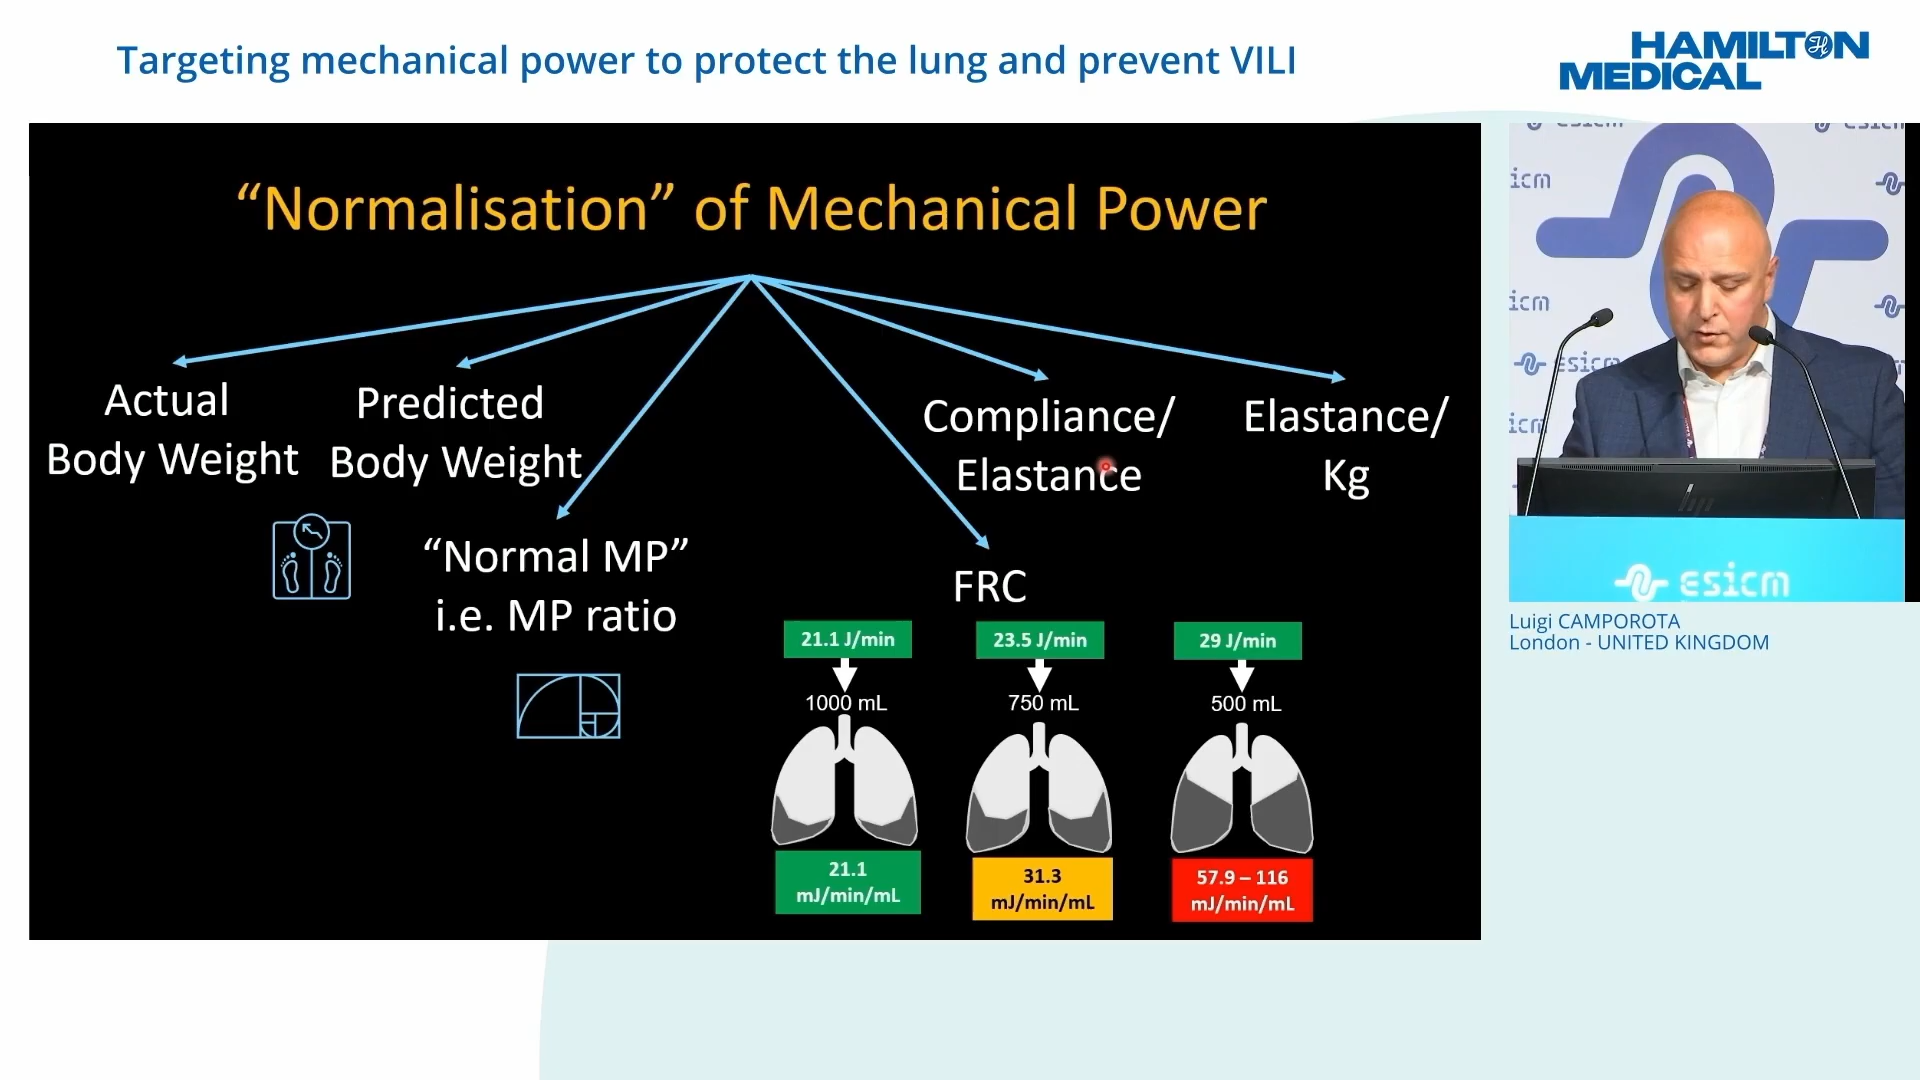 Targeting mechanical power to protect the lung and prevent VILI
HAMILTON
MEDICAL
“Normalisation” of Mechanical Power
Actual
Body Weight
Predicted
Body Weight
Compliance/
Elastance
Elastance/
Kg
“Normal MP”
i.e. MP ratio
FRC
21.1 J/min
23.5 J/min
29 J/min
1000 mL
750 mL
500 mL
21.1
mJ/min/mL
31.3
mJ/min/mL
57.9 – 116
mJ/min/mL
esicm
icm
icm
esicm
icm
esicm
Luigi CAMPOROTA
London - UNITED KINGDOM